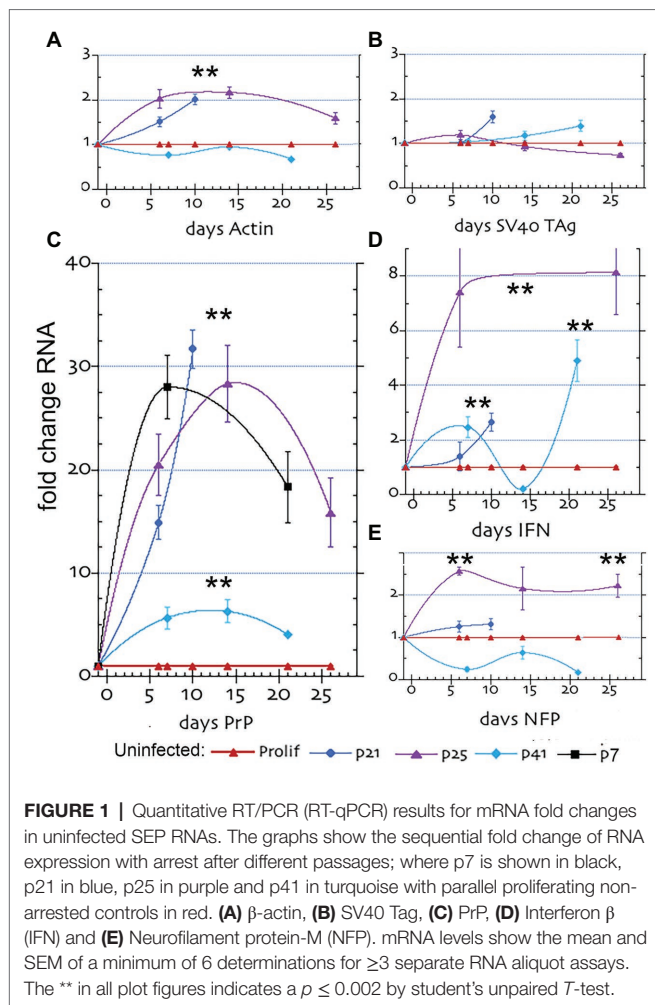 A
3
**
2
1
0
0 5 10 15 20 25
days Actin
B
3
2
1
0
0 5 10 15 20 25
days SV40 TAg
C
40
**
30
20
10
**
0
0 5 10 15 20 25
days PrP
fold change RNA
D
8
**
6
**
4
**
2
1
0
0 5 10 15 20 25
days IFN
E
** **
2
1
0
0 5 10 15 20 25
days NFP
Uninfected: Prolif p21 p25 p41 p7
FIGURE 1 | Quantitative RT/PCR (RT-qPCR) results for mRNA fold changes
in uninfected SEP RNAs. The graphs show the sequential fold change of RNA
expression with arrest after different passages; where p7 is shown in black,
p21 in blue, p25 in purple and p41 in turquoise with parallel proliferating non-
arrested controls in red. (A) β-actin, (B) SV40 Tag, (C) PrP, (D) Interferon β
(IFN) and (E) Neurofilament protein-M (NFP). mRNA levels show the mean and
SEM of a minimum of 6 determinations for ≥3 separate RNA aliquot assays.
The ** in all plot figures indicates a p ≤ 0.002 by student's unpaired T-test.